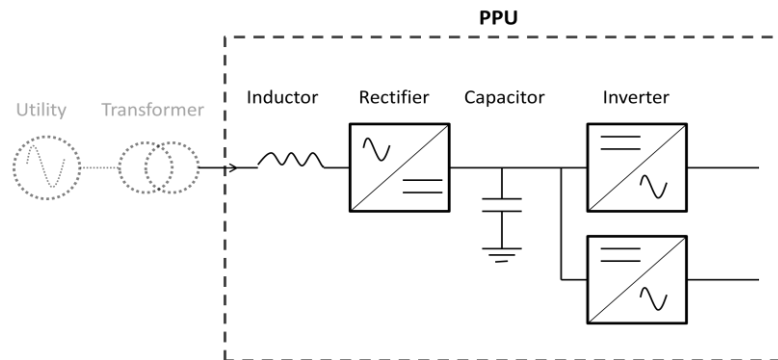 PPU
Utility
Transformer
Inductor
Rectifier
Capacitor
Inverter